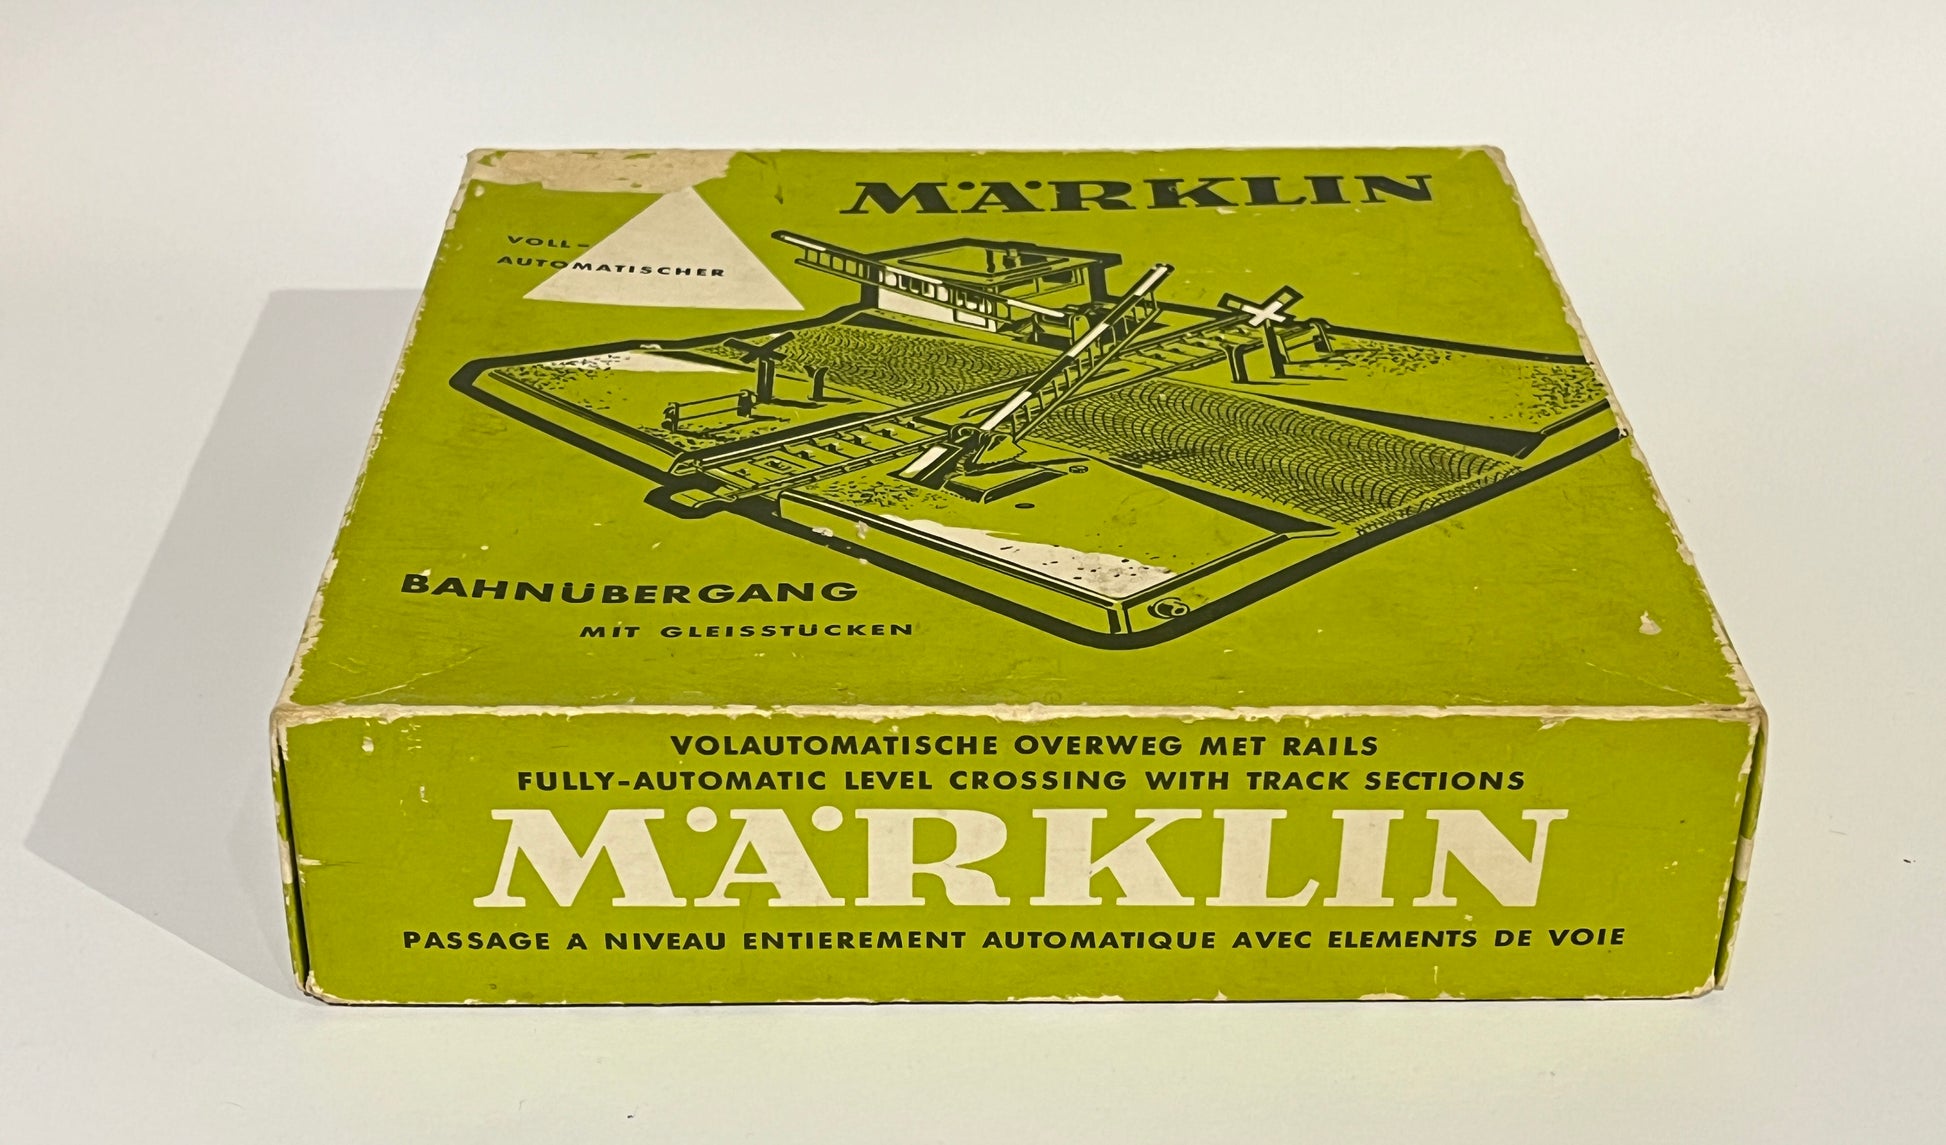 MÄRKLIN
VOLL-
AUTOMATISCHER
BAHNÜBERGANG
MIT GLEISSTÜCKEN
VOLAUTOMATISCHE OVERWEG MET RAILS
FULLY-AUTOMATIC LEVEL CROSSING WITH TRACK SECTIONS
MÄRKLIN
PASSAGE A NIVEAU ENTIEREMENT AUTOMATIQUE AVEC ELEMENTS DE VOIE